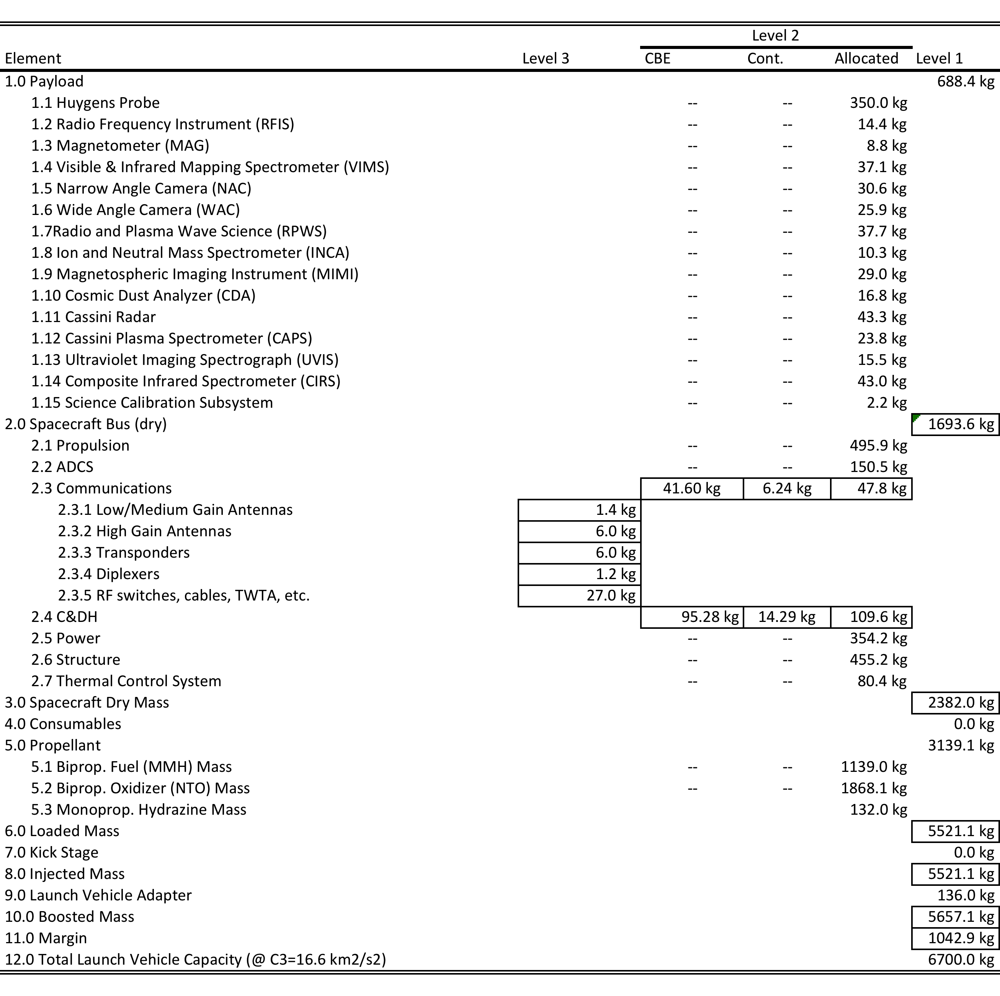 Level 2
Element Level 3 CBE Cont. Allocated Level 1
1.0 Payload 688.4 kg
1.1 Huygens Probe -- -- 350.0 kg
1.2 Radio Frequency Instrument (RFIS) -- -- 14.4 kg
1.3 Magnetometer (MAG) -- -- 8.8 kg
1.4 Visible & Infrared Mapping Spectrometer (VIMS) -- -- 37.1 kg
1.5 Narrow Angle Camera (NAC) -- -- 30.6 kg
1.6 Wide Angle Camera (WAC) -- -- 25.9 kg
1.7Radio and Plasma Wave Science (RPWS) -- -- 37.7 kg
1.8 Ion and Neutral Mass Spectrometer (INCA) -- -- 10.3 kg
1.9 Magnetospheric Imaging Instrument (MIMI) -- -- 29.0 kg
1.10 Cosmic Dust Analyzer (CDA) -- -- 16.8 kg
1.11 Cassini Radar -- -- 43.3 kg
1.12 Cassini Plasma Spectrometer (CAPS) -- -- 23.8 kg
1.13 Ultraviolet Imaging Spectrograph (UVIS) -- -- 15.5 kg
1.14 Composite Infrared Spectrometer (CIRS) -- -- 43.0 kg
1.15 Science Calibration Subsystem -- -- 2.2 kg
2.0 Spacecraft Bus (dry) 1693.6 kg
2.1 Propulsion -- -- 495.9 kg
2.2 ADCS -- -- 150.5 kg
2.3 Communications 41.60 kg 6.24 kg 47.8 kg
2.3.1 Low/Medium Gain Antennas 1.4 kg
2.3.2 High Gain Antennas 6.0 kg
2.3.3 Transponders 6.0 kg
2.3.4 Diplexers 1.2 kg
2.3.5 RF switches, cables, TWTA, etc. 27.0 kg
2.4 C&DH 95.28 kg 14.29 kg 109.6 kg
2.5 Power -- -- 354.2 kg
2.6 Structure -- -- 455.2 kg
2.7 Thermal Control System -- -- 80.4 kg
3.0 Spacecraft Dry Mass 2382.0 kg
4.0 Consumables 0.0 kg
5.0 Propellant 3139.1 kg
5.1 Biprop. Fuel (MMH) Mass -- -- 1139.0 kg
5.2 Biprop. Oxidizer (NTO) Mass -- -- 1868.1 kg
5.3 Monoprop. Hydrazine Mass 132.0 kg
6.0 Loaded Mass 5521.1 kg
7.0 Kick Stage 0.0 kg
8.0 Injected Mass 5521.1 kg
9.0 Launch Vehicle Adapter 136.0 kg
10.0 Boosted Mass 5657.1 kg
11.0 Margin 1042.9 kg
12.0 Total Launch Vehicle Capacity (@ C3=16.6 km2/s2) 6700.0 kg